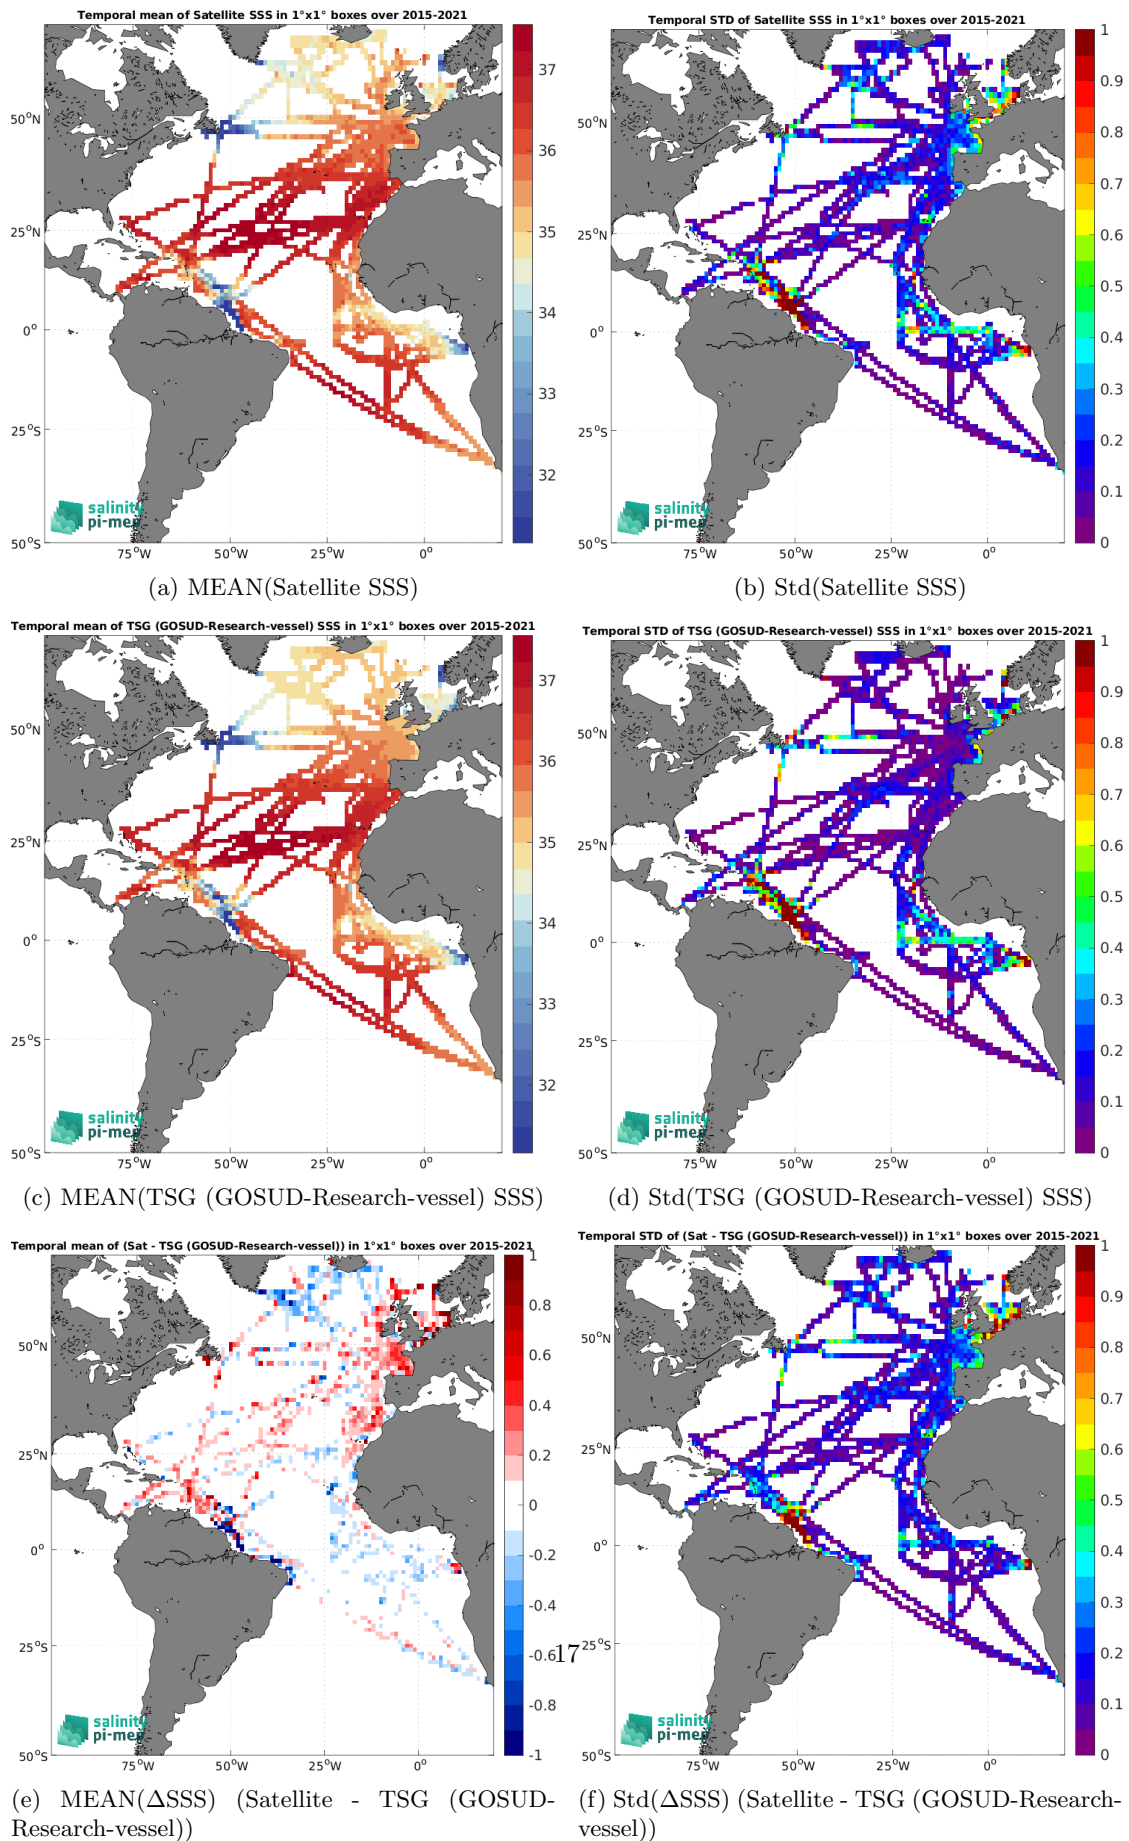 Temporal mean of Satellite SSS in 1°x1° boxes over 2015-2021
50°N
25°N
0°
25°S
50°S
75°W
50°W
25°W
0°
37
36
35
34
33
32
salinity
pi-mep
(a) MEAN(Satellite SSS)
Temporal STD of Satellite SSS in 1°x1° boxes over 2015-2021
50°N
25°N
0°
25°S
50°S
75°W
50°W
25°W
0°
1
0.9
0.8
0.7
0.6
0.5
0.4
0.3
0.2
0.1
0
salinity
pi-mep
(b) Std(Satellite SSS)
Temporal mean of TSG (GOSUD-Research-vessel) SSS in 1°x1° boxes over 2015-2021
50°N
25°N
0°
25°S
50°S
75°W
50°W
25°W
0°
37
36
35
34
33
32
salinity
pi-mep
(c) MEAN(TSG (GOSUD-Research-vessel) SSS)
Temporal STD of TSG (GOSUD-Research-vessel) SSS in 1°x1° boxes over 2015-2021
50°N
25°N
0°
25°S
50°S
75°W
50°W
25°W
0°
1
0.9
0.8
0.7
0.6
0.5
0.4
0.3
0.2
0.1
0
salinity
pi-mep
(d) Std(TSG (GOSUD-Research-vessel) SSS)
Temporal mean of (Sat - TSG (GOSUD-Research-vessel)) in 1°x1° boxes over 2015-2021
50°N
25°N
0°
25°S
50°S
75°W
50°W
25°W
0°
1
0.8
0.6
0.4
0.2
0
-0.2
-0.4
-0.6
-0.8
-1
salinity
pi-mep
(e) MEAN(ΔSSS) (Satellite - TSG (GOSUD-
Research-vessel))
Temporal STD of (Sat - TSG (GOSUD-Research-vessel)) in 1°x1° boxes over 2015-2021
50°N
25°N
0°
25°S
50°S
75°W
50°W
25°W
0°
1
0.9
0.8
0.7
0.6
0.5
0.4
0.3
0.2
0.1
0
salinity
pi-mep
(f) Std(ΔSSS) (Satellite - TSG (GOSUD-Research-
vessel))
17